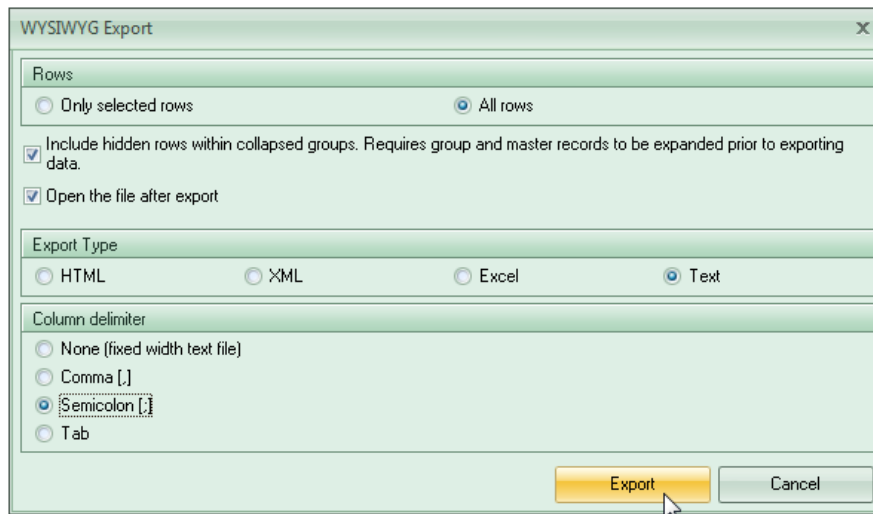 WYSIWYG Export
Rows
Only selected rows All rows
Include hidden rows within collapsed groups. Requires group and master records to be expanded prior to exporting
data.
Open the file after export
Export Type
HTML XML Excel Text
Column delimiter
None (fixed width text file)
Comma [,]
Semicolon [;]
Tab
Export Cancel